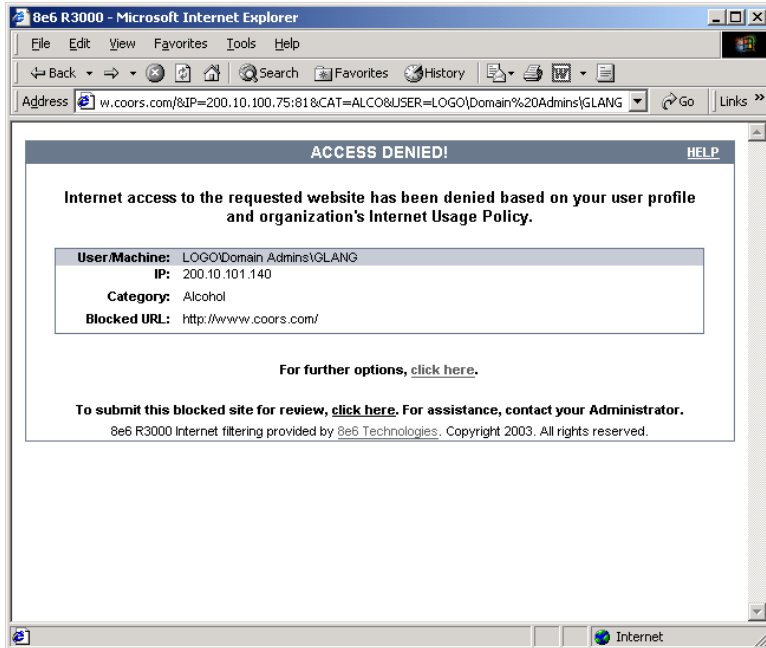 8e6 R3000 - Microsoft Internet Explorer
File Edit View Favorites Tools Help
Back Search Favorites History
Address w.coors.com/&IP=200.10.100.75:81&CAT=ALCO&USER=LOGO\Domain%20Admins\GLANG Go Links »
ACCESS DENIED! HELP
Internet access to the requested website has been denied based on your user profile
and organization's Internet Usage Policy.
User/Machine: LOGO\Domain Admins\GLANG
IP: 200.10.101.140
Category: Alcohol
Blocked URL: http://www.coors.com/
For further options, click here.
To submit this blocked site for review, click here. For assistance, contact your Administrator.
8e6 R3000 Internet filtering provided by 8e6 Technologies. Copyright 2003. All rights reserved.
Internet